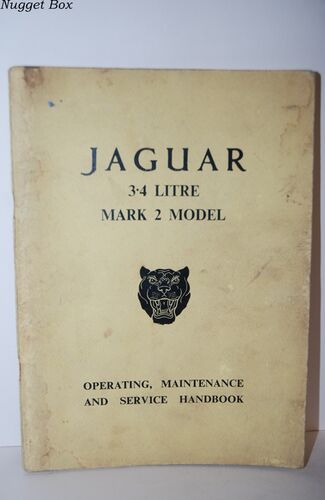 Nugget Box
JAGUAR
3·4 LITRE
MARK 2 MODEL
OPERATING, MAINTENANCE
AND SERVICE HANDBOOK